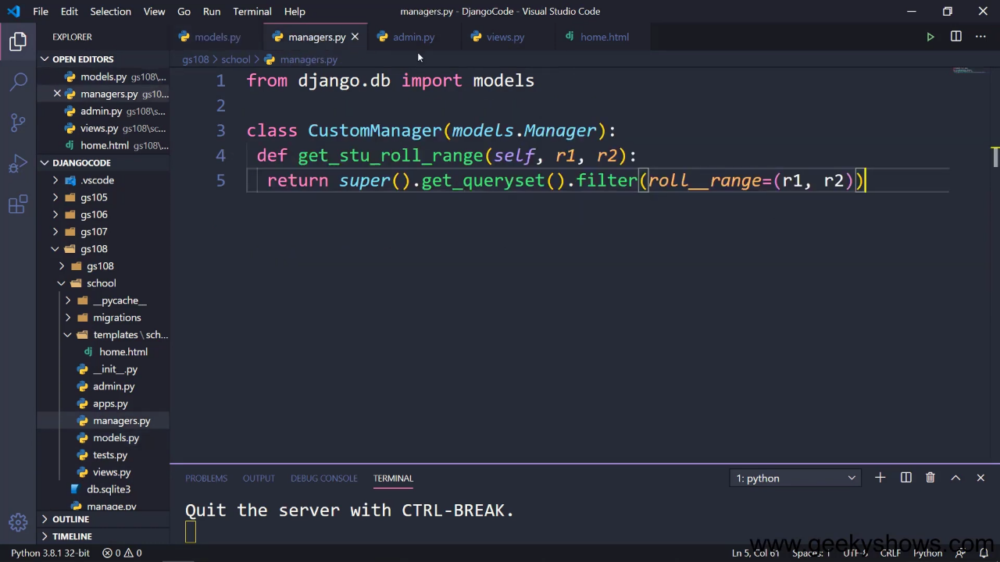 File Edit Selection View Go Run Terminal Help managers.py - DjangoCode - Visual Studio Code
EXPLORER
models.py managers.py admin.py views.py home.html
OPEN EDITORS
gs108 > school > managers.py
models.py gs108\...
managers.py gs10...
admin.py gs108\s...
views.py gs108\sc...
home.html gs108\...
DJANGOCODE
.vscode
gs105
gs106
gs107
gs108
gs108
school
__pycache__
migrations
templates \ sch...
home.html
__init__.py
admin.py
apps.py
managers.py
models.py
tests.py
views.py
db.sqlite3
manage.py
OUTLINE
TIMELINE
1 from django.db import models
2
3 class CustomManager(models.Manager):
4 def get_stu_roll_range(self, r1, r2):
5 return super().get_queryset().filter(roll__range=(r1, r2))
PROBLEMS OUTPUT DEBUG CONSOLE TERMINAL 1: python
Quit the server with CTRL-BREAK.
www.geekyshows.com
Python 3.8.1 32-bit 0 0 Ln 5, Col 61 Spaces: 1 UTF-8 CRLF Python